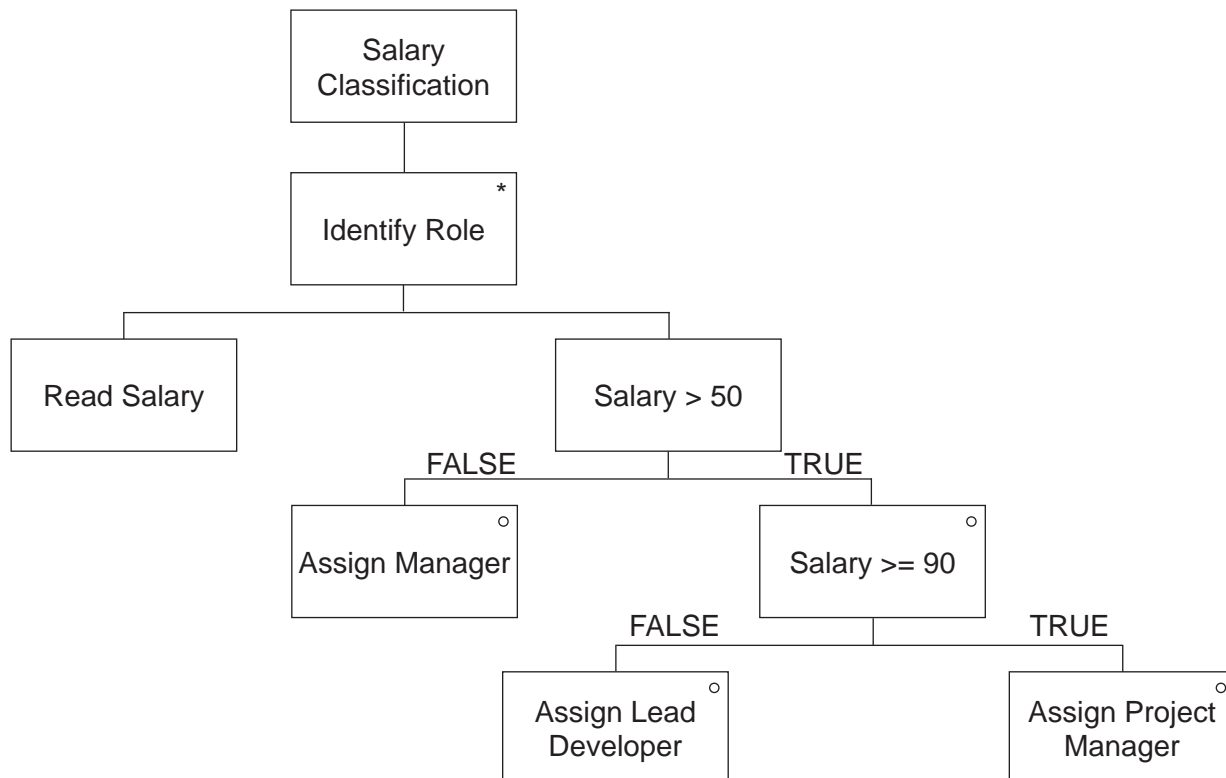 Salary
Classification
*
Identify Role
Read Salary
Salary > 50
FALSE
TRUE
Assign Manager
Salary >= 90
FALSE
TRUE
Assign Lead
Developer
Assign Project
Manager